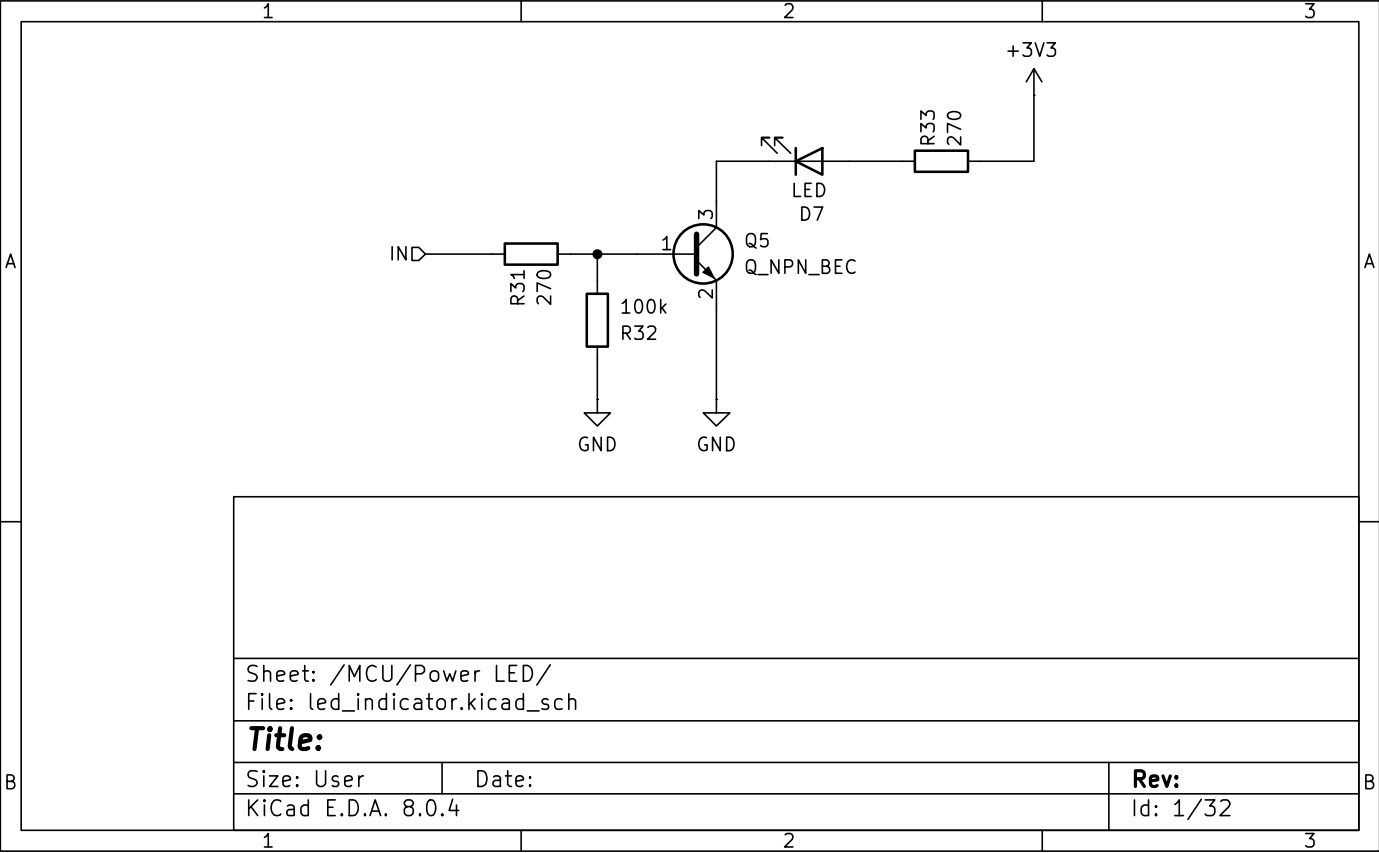 1 2 3
+3V3
R33
270
LED
D7
3
IN
1
Q5
Q_NPN_BEC
A A
R31
270
2
100k
R32
GND GND
Sheet: /MCU/Power LED/
File: led_indicator.kicad_sch
Title:
B B
Size: User Date: Rev:
KiCad E.D.A. 8.0.4 Id: 1/32
1 2 3